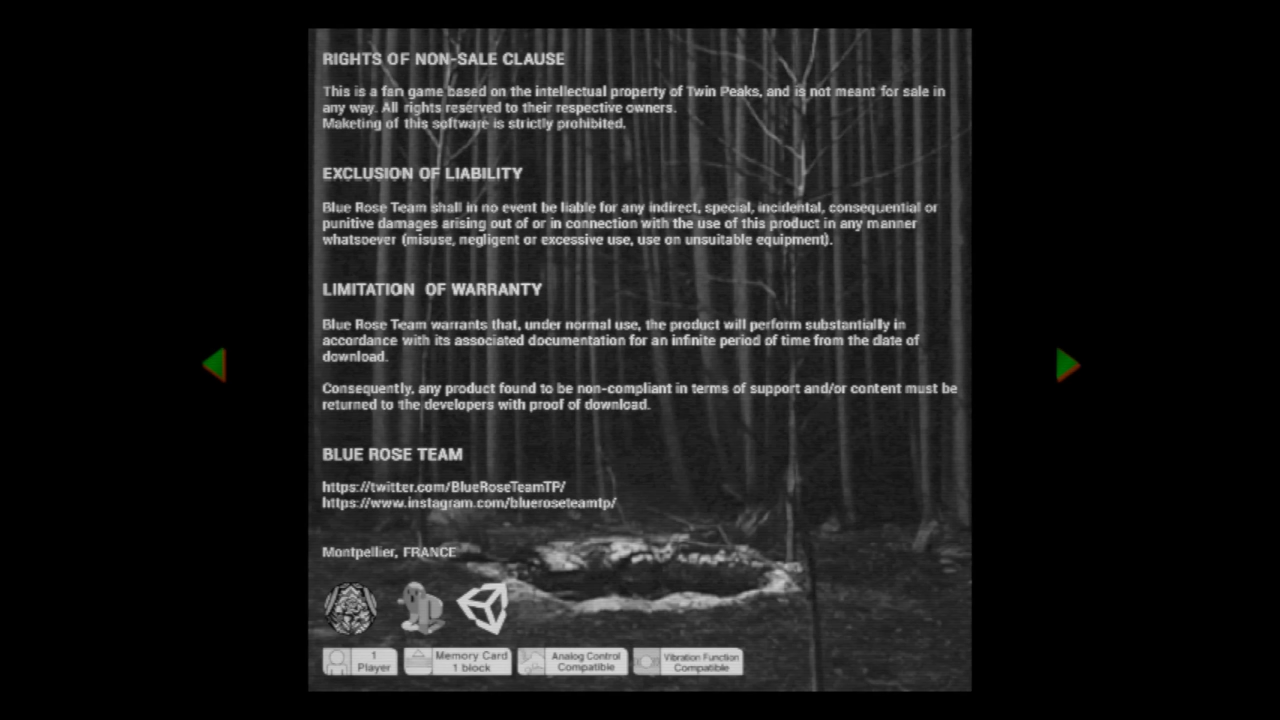 RIGHTS OF NON-SALE CLAUSE
This is a fan game based on the intellectual property of Twin Peaks, and is not meant for sale in
any way. All rights reserved to their respective owners.
Maketing of this software is strictly prohibited.
EXCLUSION OF LIABILITY
Blue Rose Team shall in no event be liable for any indirect, special, incidental, consequential or
punitive damages arising out of or in connection with the use of this product in any manner
whatsoever (misuse, negligent or excessive use, use on unsuitable equipment).
LIMITATION OF WARRANTY
Blue Rose Team warrants that, under normal use, the product will perform substantially in
accordance with its associated documentation for an infinite period of time from the date of
download.
Consequently, any product found to be non-compliant in terms of support and/or content must be
returned to the developers with proof of download.
BLUE ROSE TEAM
https://twitter.com/BlueRoseTeamTP/
https://www.instagram.com/blueroseteamtp/
Montpellier, FRANCE
1
Player
Memory Card
1 block
Analog Control
Compatible
Vibration Function
Compatible